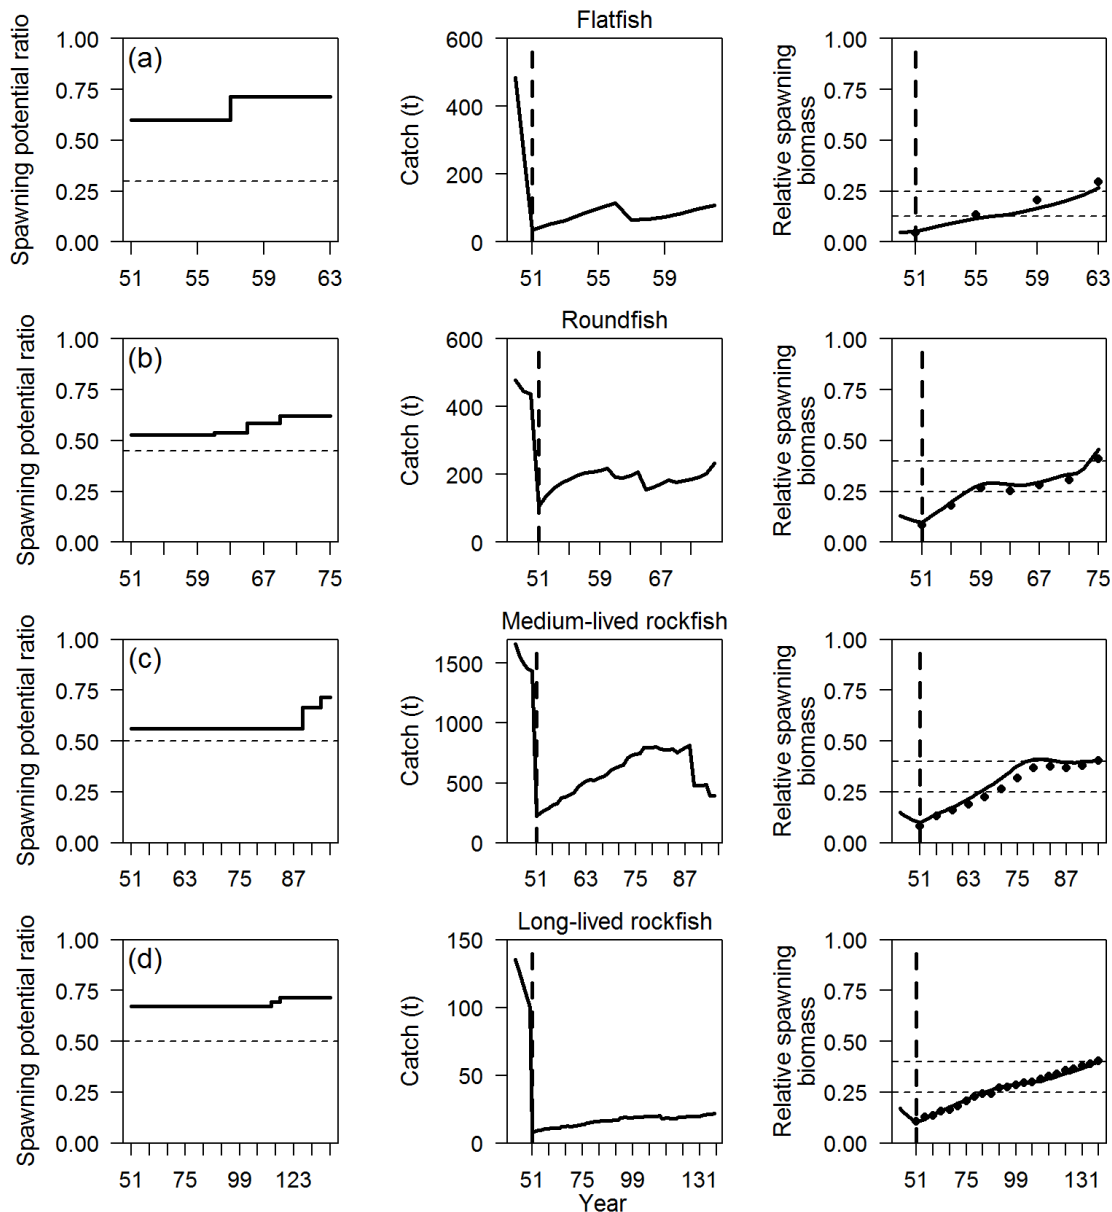 Flatfish
Spawning potential ratio
1.00
0.75
0.50
0.25
0.00
(a)
51 55 59 63
Catch (t)
600
400
200
0
51 55 59
Relative spawning
biomass
1.00
0.75
0.50
0.25
0.00
51 55 59 63
Roundfish
Spawning potential ratio
1.00
0.75
0.50
0.25
0.00
(b)
51 59 67 75
Catch (t)
600
400
200
0
51 59 67
Relative spawning
biomass
1.00
0.75
0.50
0.25
0.00
51 59 67 75
Medium-lived rockfish
Spawning potential ratio
1.00
0.75
0.50
0.25
0.00
(c)
51 63 75 87
Catch (t)
1500
1000
500
0
51 63 75 87
Relative spawning
biomass
1.00
0.75
0.50
0.25
0.00
51 63 75 87
Long-lived rockfish
Spawning potential ratio
1.00
0.75
0.50
0.25
0.00
(d)
51 75 99 123
Catch (t)
150
100
50
0
51 75 99 131
Relative spawning
biomass
1.00
0.75
0.50
0.25
0.00
51 75 99 131
Year